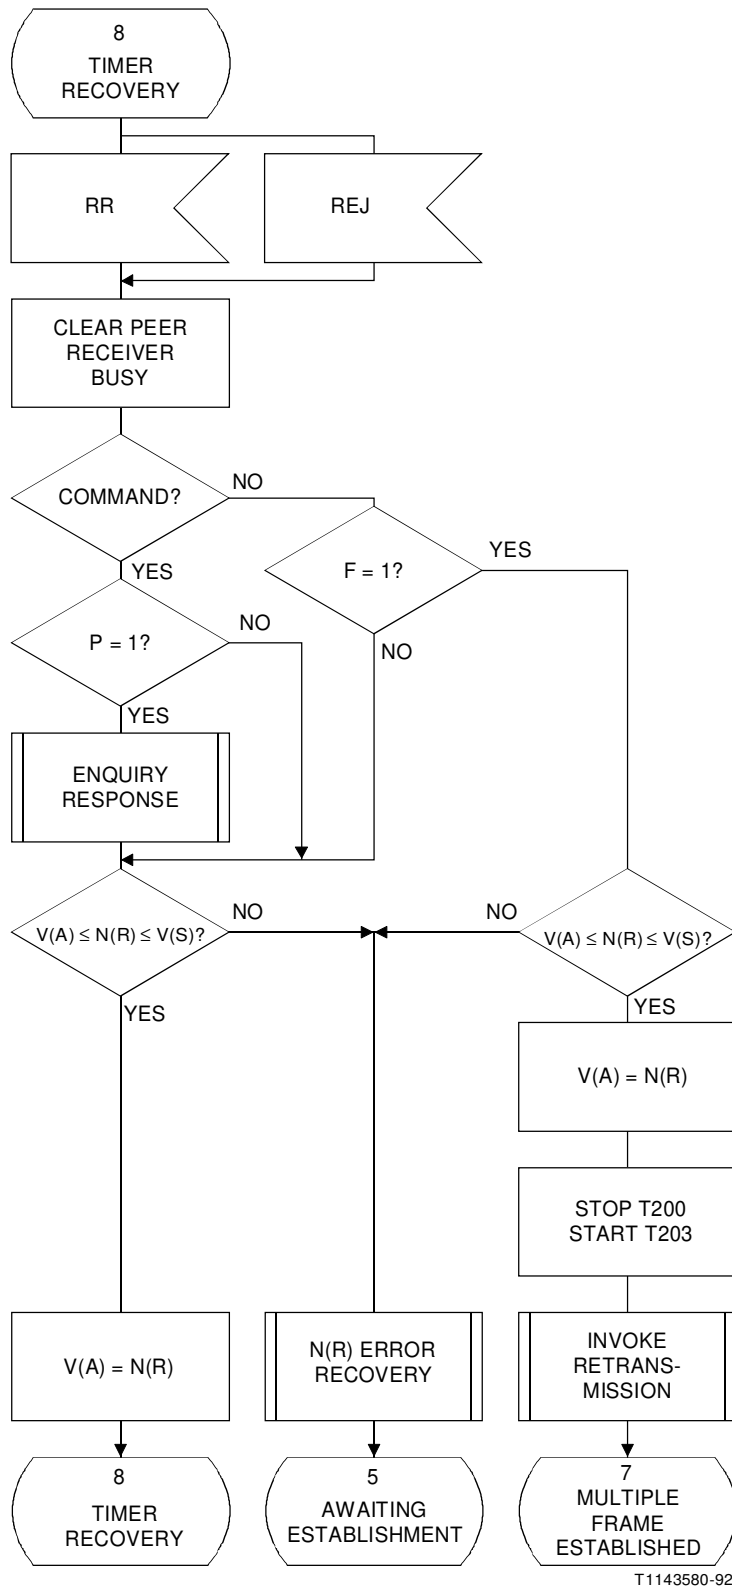 8
TIMER
RECOVERY
RR
REJ
CLEAR PEER
RECEIVER
BUSY
COMMAND?
NO
YES
F = 1?
YES
NO
P = 1?
NO
YES
ENQUIRY
RESPONSE
V(A) ≤ N(R) ≤ V(S)?
NO
YES
NO
V(A) ≤ N(R) ≤ V(S)?
YES
V(A) = N(R)
STOP T200
START T203
V(A) = N(R)
N(R) ERROR
RECOVERY
INVOKE
RETRANS-
MISSION
8
TIMER
RECOVERY
5
AWAITING
ESTABLISHMENT
7
MULTIPLE
FRAME
ESTABLISHED
T1143580-92